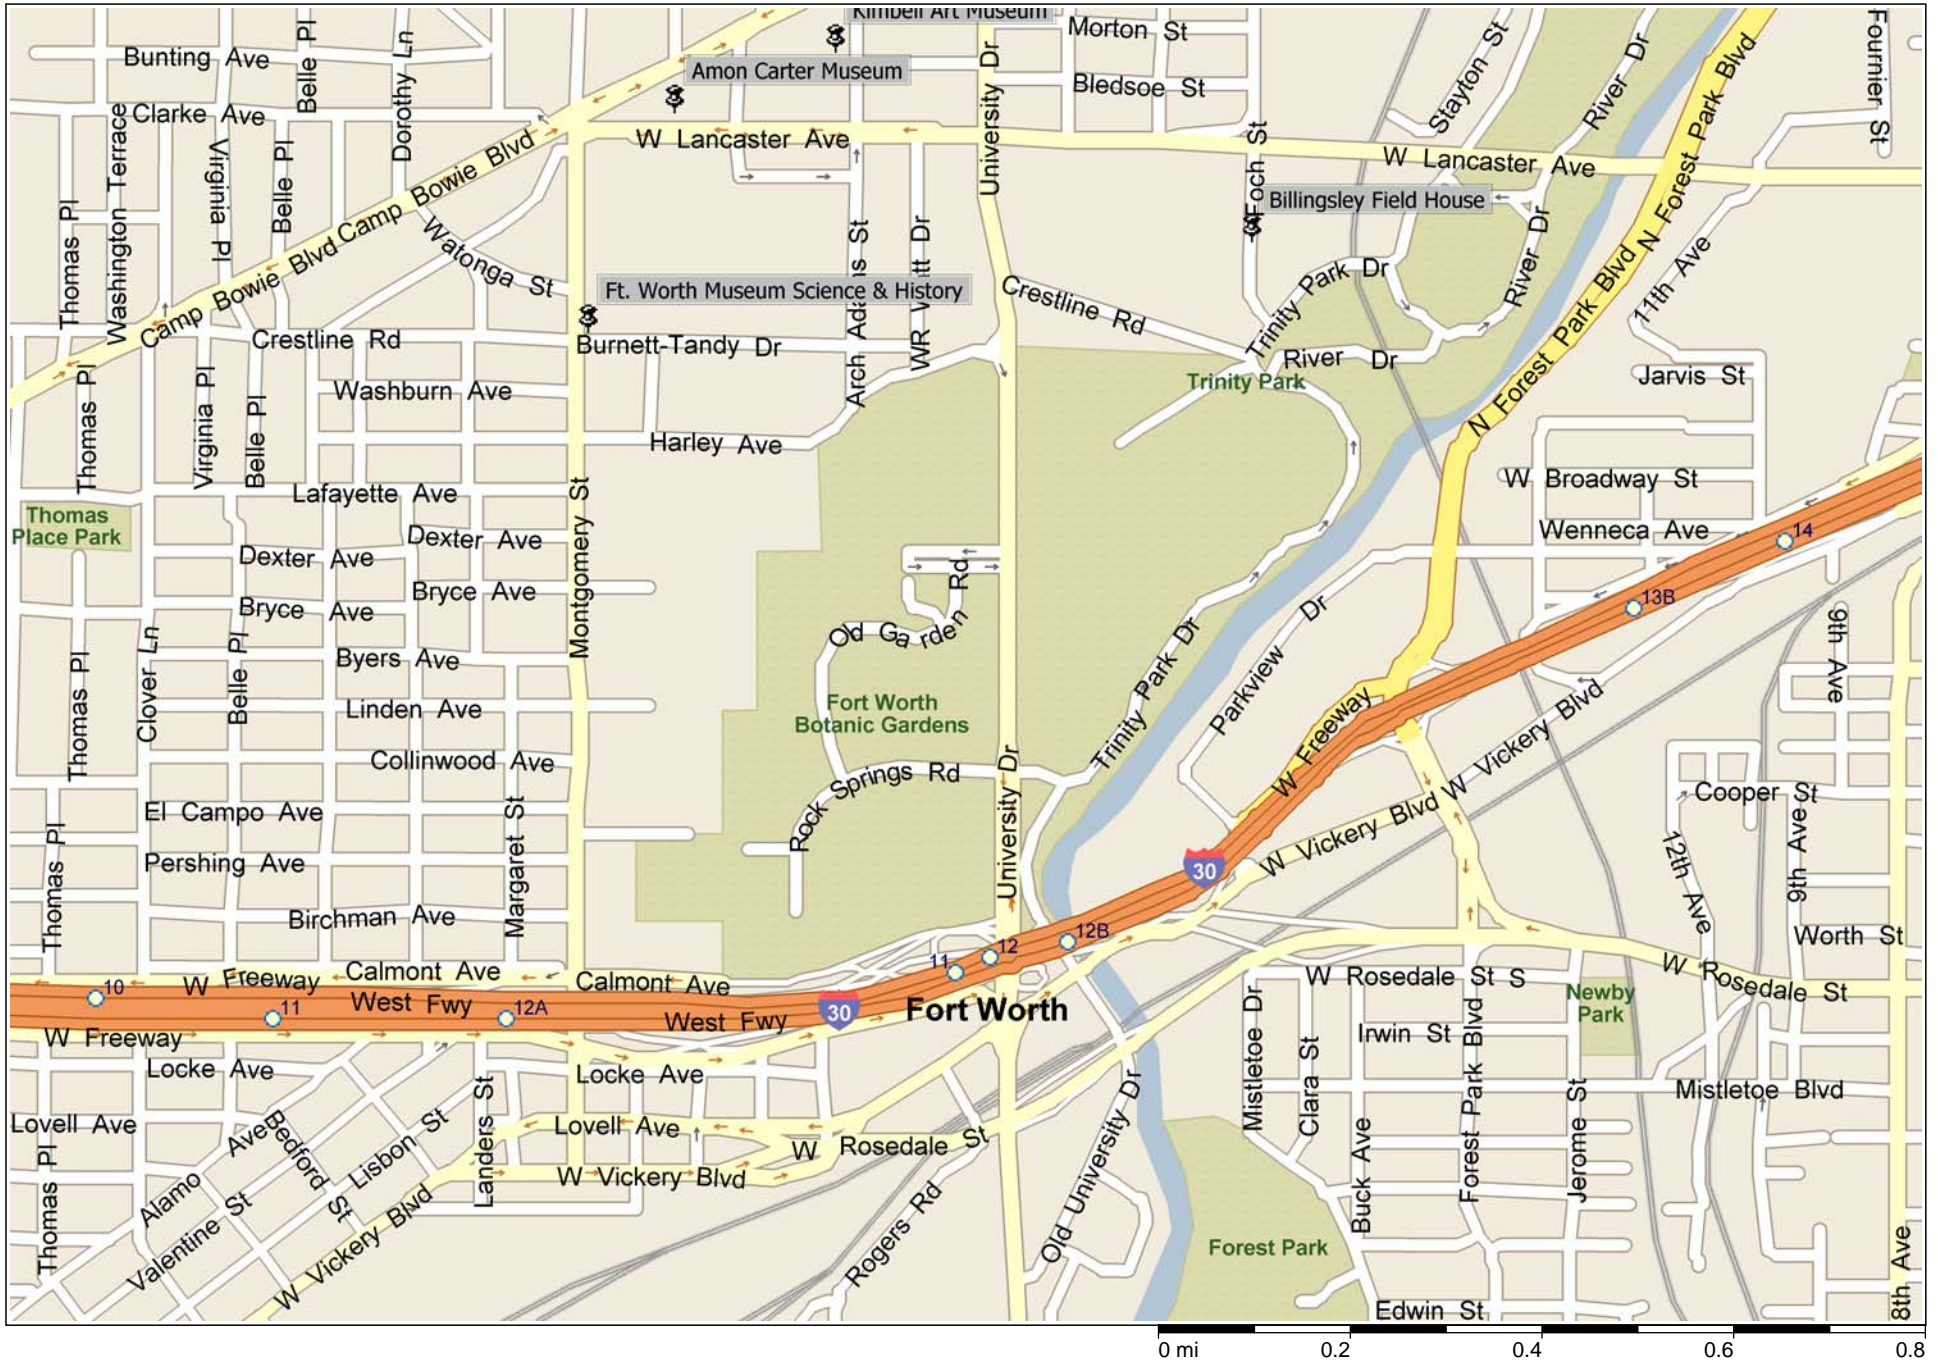 Kimbell Art Museum
Morton St
Fournier St
Bunting Ave
Belle Pl
Dorothy Ln
Amon Carter Museum
University Dr
Bledsoe St
Stayton St
River Dr
N Forest Park Blvd
Clarke Ave
W Lancaster Ave
W Lancaster Ave
Washington Terrace
Virginia Pl
Belle Pl
Camp Bowie Blvd
Foch St
Billingsley Field House
Thomas Pl
Camp Bowie Blvd
Watonga St
Arch Adams St
WR Watt Dr
Trinity Park Dr
River Dr
N Forest Park Blvd
11th Ave
Ft. Worth Museum Science & History
Crestline Rd
Crestline Rd
Burnett-Tandy Dr
River Dr
Trinity Park
Jarvis St
Washburn Ave
Thomas Pl
Virginia Pl
Belle Pl
Harley Ave
Lafayette Ave
W Broadway St
Thomas
Place Park
Dexter Ave
Dexter Ave
Montgomery St
Wenneca Ave
14
Bryce Ave
Bryce Ave
Old Garden Rd
Parkview Dr
13B
9th Ave
Byers Ave
Clover Ln
Belle Pl
Thomas Pl
Linden Ave
Fort Worth
Botanic Gardens
Trinity Park Dr
W Freeway
W Vickery Blvd
Collinwood Ave
Rock Springs Rd
University Dr
Cooper St
El Campo Ave
Margaret St
W Vickery Blvd
12th Ave
9th Ave
Pershing Ave
Thomas Pl
30
Birchman Ave
12B
12
11
Worth St
W Freeway
Calmont Ave
Calmont Ave
W Rosedale St S
W Rosedale St
10
11
West Fwy
12A
West Fwy
30
Fort Worth
Newby
Park
W Freeway
Mistletoe Dr
Clara St
Irwin St
Forest Park Blvd
Locke Ave
Locke Ave
Mistletoe Blvd
Lovell Ave
Lovell Ave
Landers St
Bedford St
Lisbon St
W Rosedale St
Old University Dr
Jerome St
Buck Ave
Thomas Pl
Alamo Ave
Valentine St
W Vickery Blvd
W Vickery Blvd
Rogers Rd
Forest Park
8th Ave
Edwin St
0 mi 0.2 0.4 0.6 0.8